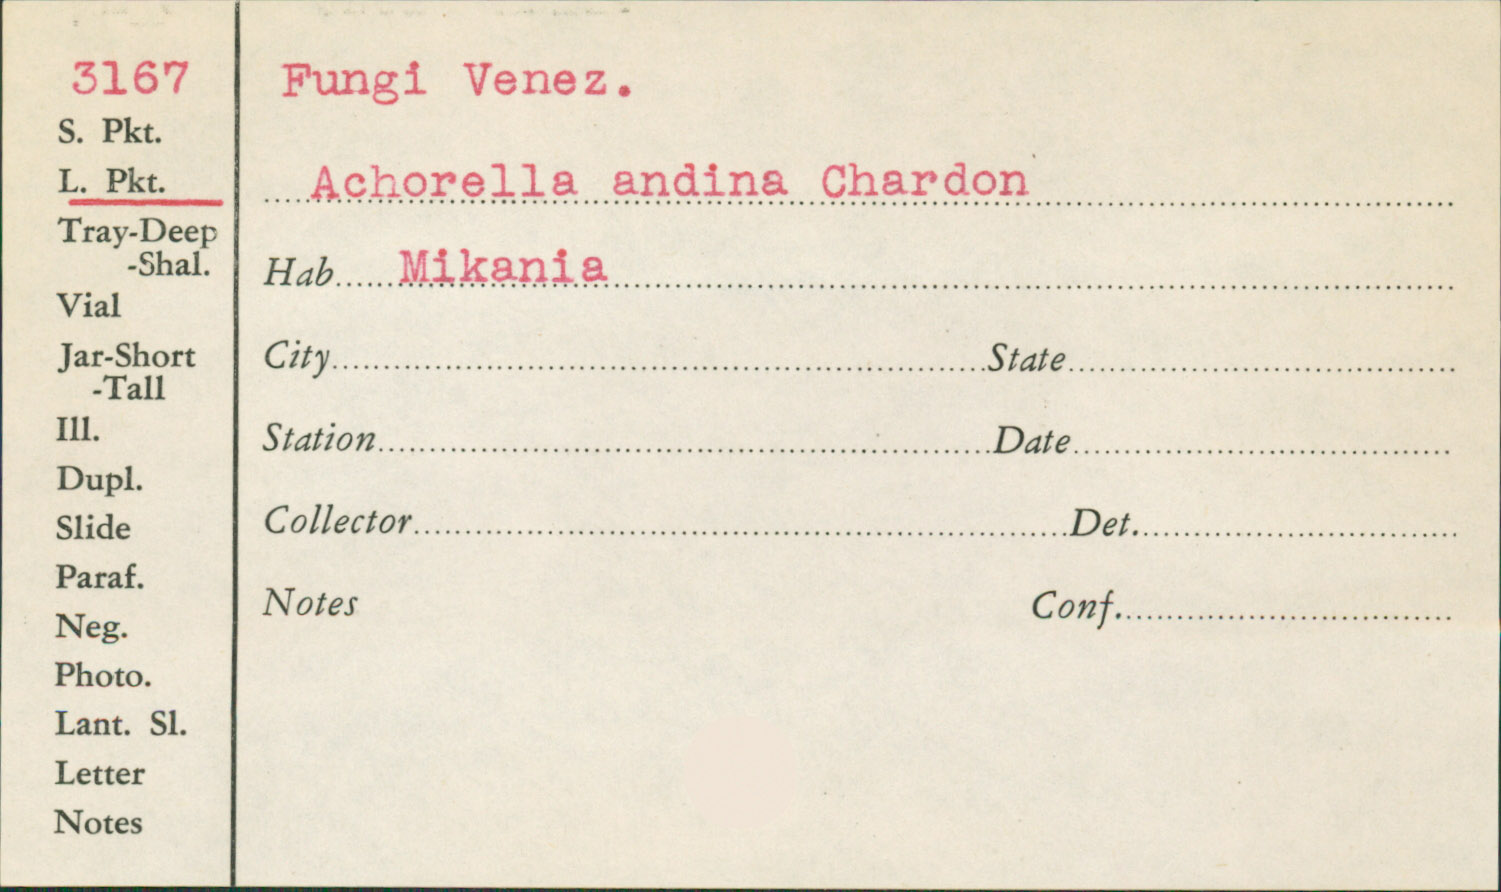 3167
S. Pkt.
L. Pkt.
Tray-Deep
-Shal.
Vial
Jar-Short
-Tall
Ill.
Dupl.
Slide
Paraf.
Neg.
Photo.
Lant. Sl.
Letter
Notes
Fungi Venez.
Achorella andina Chardon
Hab. Mikania
City State
Station Date
Collector Det.
Notes Conf.